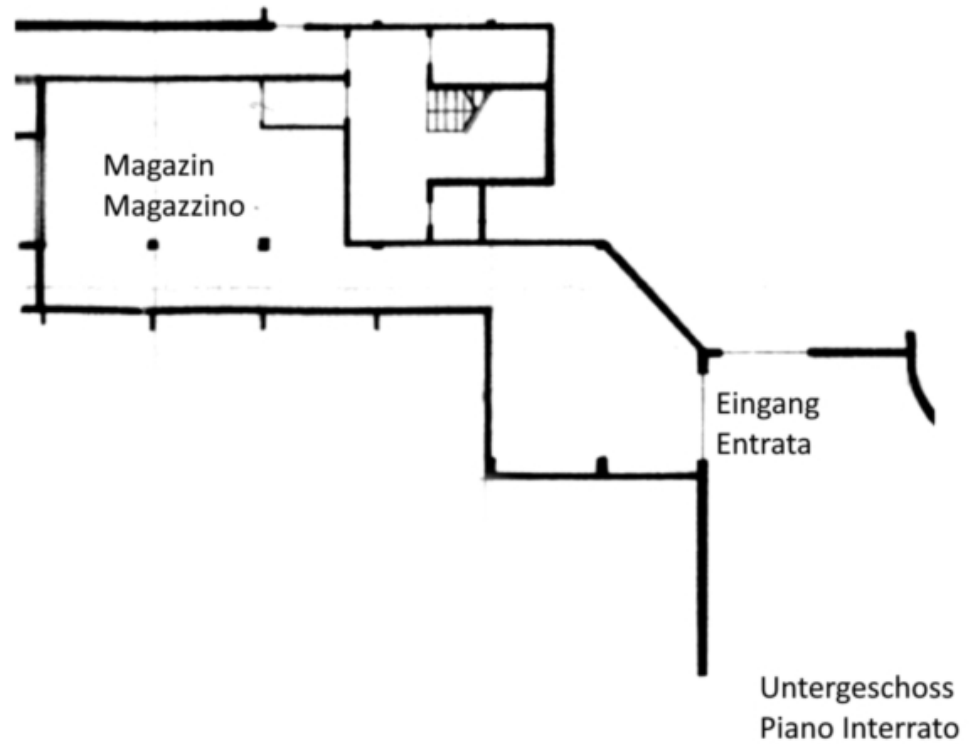 Magazin
Magazzino
Eingang
Entrata
Untergeschoss
Piano Interrato